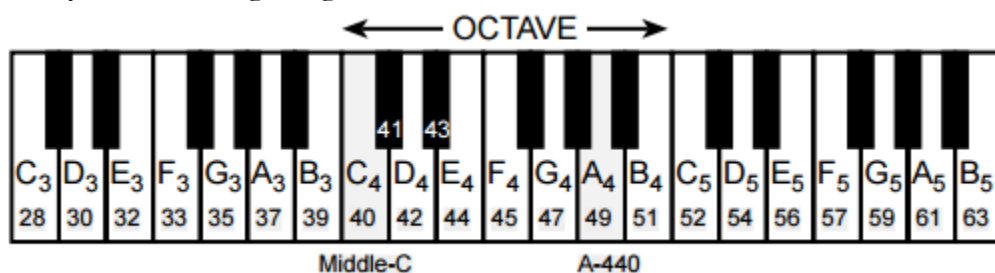 OCTAVE
41 43
C3 D3 E3 F3 G3 A3 B3 C4 D4 E4 F4 G4 A4 B4 C5 D5 E5 F5 G5 A5 B5
28 30 32 33 35 37 39 40 42 44 45 47 49 51 52 54 56 57 59 61 63
Middle-C A-440